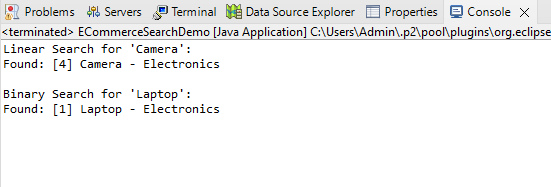 Problems Servers Terminal Data Source Explorer Properties Console
<terminated> ECommerceSearchDemo [Java Application] C:\Users\Admin\.p2\pool\plugins\org.eclipse
Linear Search for 'Camera':
Found: [4] Camera - Electronics
Binary Search for 'Laptop':
Found: [1] Laptop - Electronics